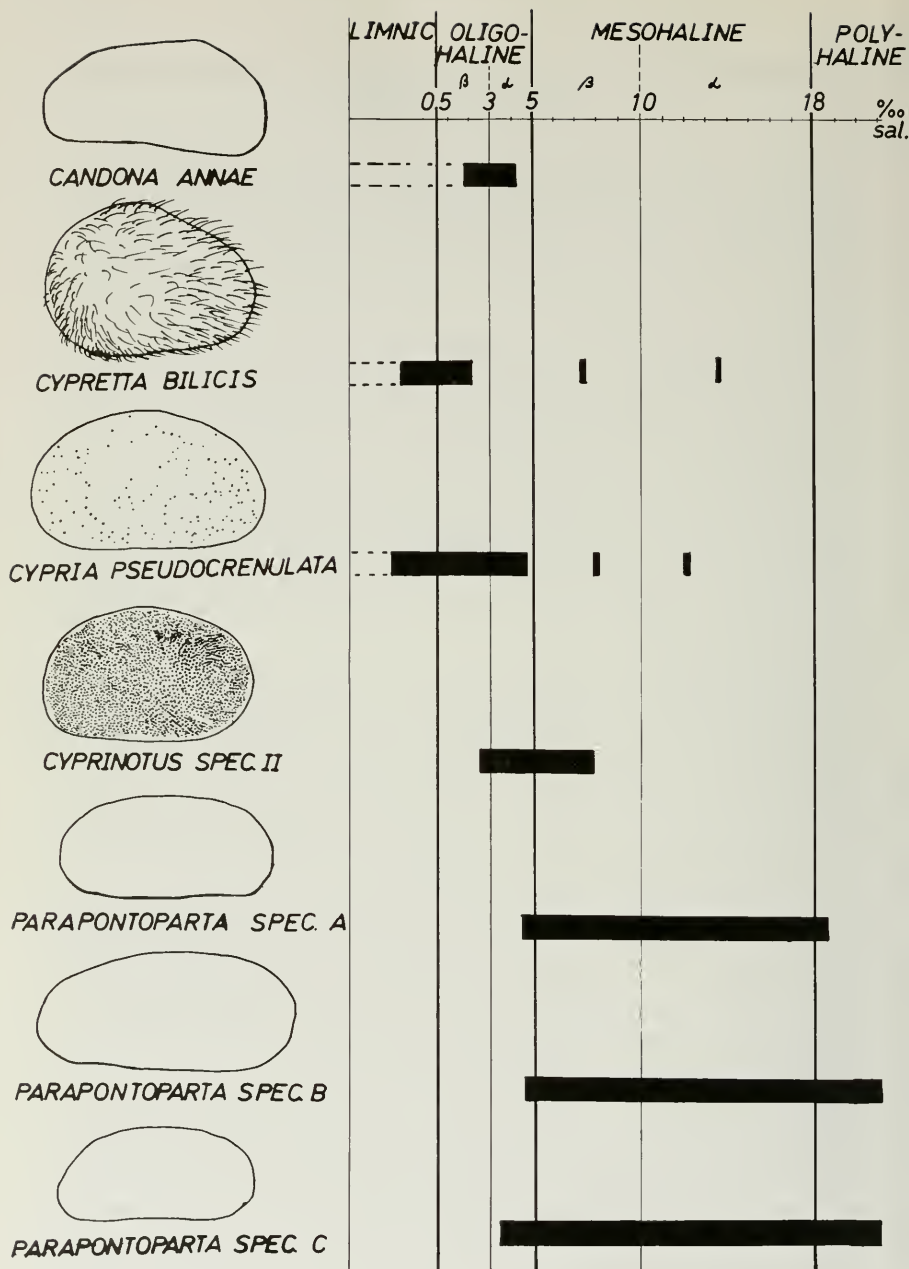 LIMNIC OLIGO- MESOHALINE POLY-
HALINE HALINE
β α β α
0.5 3 5 10 18 ‰
sal.
CANDONA ANNAE
CYPRETTA BILICIS
CYPRIA PSEUDOCRENULATA
CYPRINOTUS SPEC. II
PARAPONTOPARTA SPEC. A
PARAPONTOPARTA SPEC. B
PARAPONTOPARTA SPEC. C